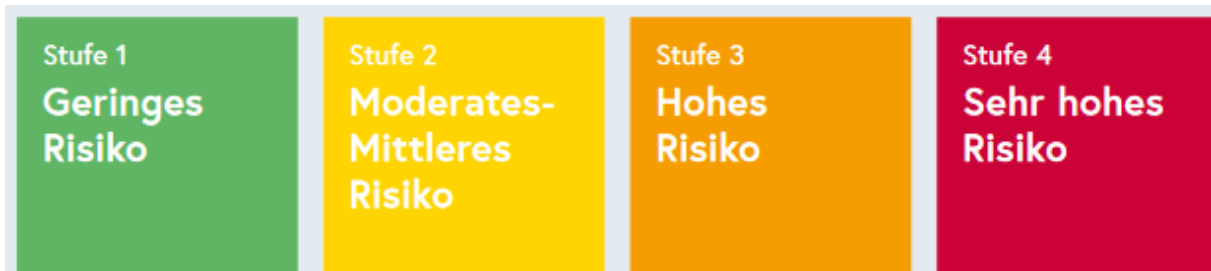 Stufe 1
Geringes
Risiko
Stufe 2
Moderates-
Mittleres
Risiko
Stufe 3
Hohes
Risiko
Stufe 4
Sehr hohes
Risiko